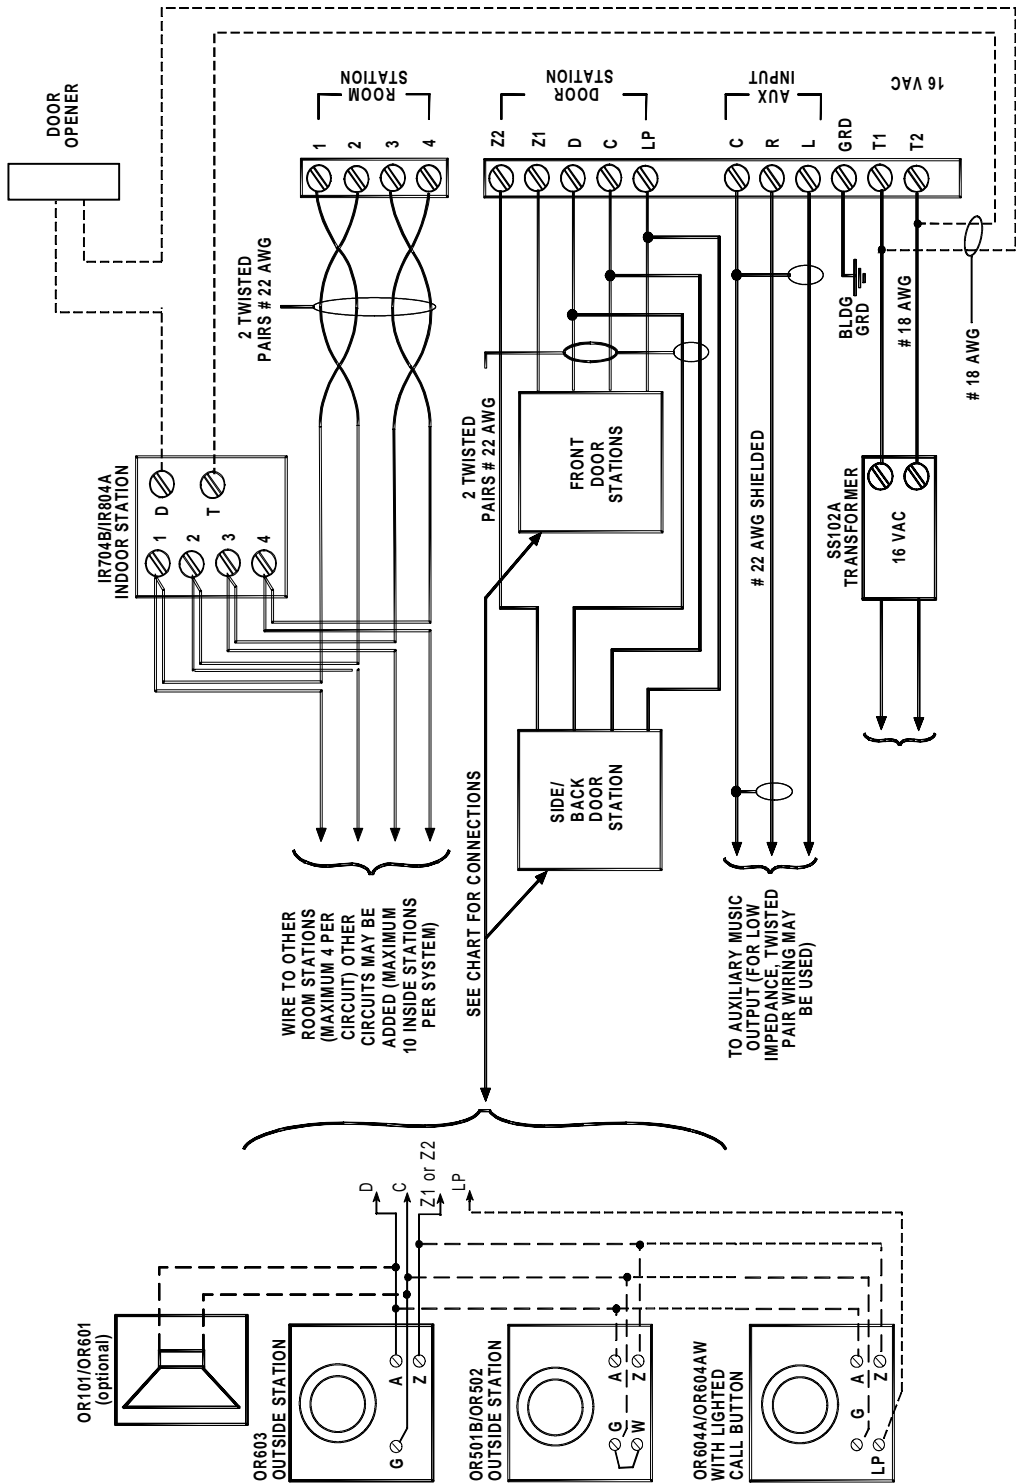 DOOR
OPENER
ROOM
STATION
1
2
3
4
DOOR
STATION
Z2
Z1
D
C
LP
AUX
INPUT
C
R
L
GRD
16 VAC
T1
T2
2 TWISTED
PAIRS # 22 AWG
IR704B/IR804A
INDOOR STATION
D
T
1
2
3
4
2 TWISTED
PAIRS # 22 AWG
FRONT
DOOR
STATIONS
SIDE/
BACK
DOOR
STATION
# 22 AWG SHIELDED
BLDG
GRD
# 18 AWG
# 18 AWG
SS102A
TRANSFORMER
16 VAC
WIRE TO OTHER
ROOM STATIONS
(MAXIMUM 4 PER
CIRCUIT) OTHER
CIRCUITS MAY BE
ADDED (MAXIMUM
10 INSIDE STATIONS
PER SYSTEM)
SEE CHART FOR CONNECTIONS
TO AUXILIARY MUSIC
OUTPUT (FOR LOW
IMPEDANCE, TWISTED
PAIR WIRING MAY
BE USED)
D
C
Z1 or Z2
LP
OR101/OR601
(optional)
OR603
OUTSIDE STATION
G
A
Z
OR501B/OR502
OUTSIDE STATION
G
W
A
Z
OR604A/OR604AW
WITH LIGHTED
CALL BUTTON
G
LP
A
Z